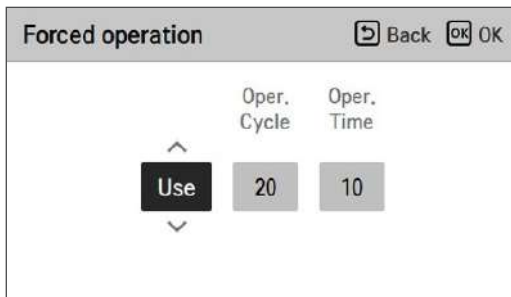 Forced operation
Back OK OK
Oper. Cycle
Oper. Time
Use 20 10